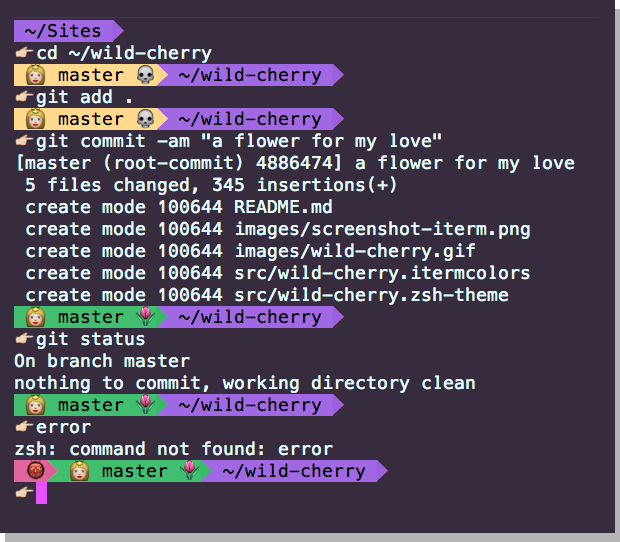 ~/Sites
👉cd ~/wild-cherry
👸 master 💀 ~/wild-cherry
👉git add .
👸 master 💀 ~/wild-cherry
👉git commit -am "a flower for my love"
[master (root-commit) 4886474] a flower for my love
 5 files changed, 345 insertions(+)
 create mode 100644 README.md
 create mode 100644 images/screenshot-iterm.png
 create mode 100644 images/wild-cherry.gif
 create mode 100644 src/wild-cherry.itermcolors
 create mode 100644 src/wild-cherry.zsh-theme
👸 master 🌷 ~/wild-cherry
👉git status
On branch master
nothing to commit, working directory clean
👸 master 🌷 ~/wild-cherry
👉error
zsh: command not found: error
👹 👸 master 🌷 ~/wild-cherry
👉